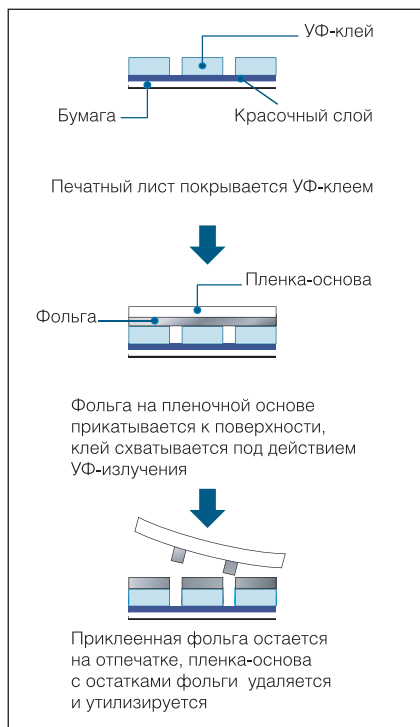 УФ-клей
Бумага
Красочный слой
Печатный лист покрывается УФ-клеем
Пленка-основа
Фольга
Фольга на пленочной основе
прикатывается к поверхности,
клей схватывается под действием
УФ-излучения
Приклеенная фольга остается
на отпечатке, пленка-основа
с остатками фольги удаляется
и утилизируется